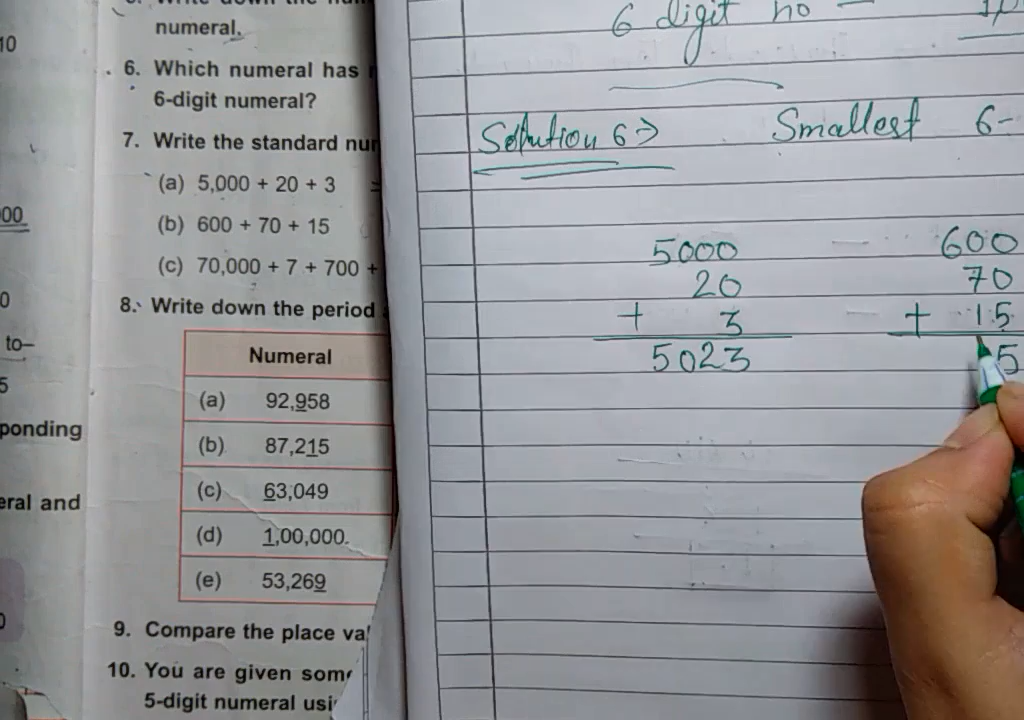 10
00
0
to–
5
ponding
eral and
numeral.
6. Which numeral has
6-digit numeral?
7. Write the standard nu
(a) 5,000 + 20 + 3 =
(b) 600 + 70 + 15
(c) 70,000 + 7 + 700 +
8. Write down the period
Numeral
(a) 92,958
(b) 87,215
(c) 63,049
(d) 1,00,000.
(e) 53,269
9. Compare the place va
10. You are given som
5-digit numeral usi
6 digit no —
Solution 6 ⇒ Smallest 6-
5000
20
+ 3
5023
600
70
+ 15
5